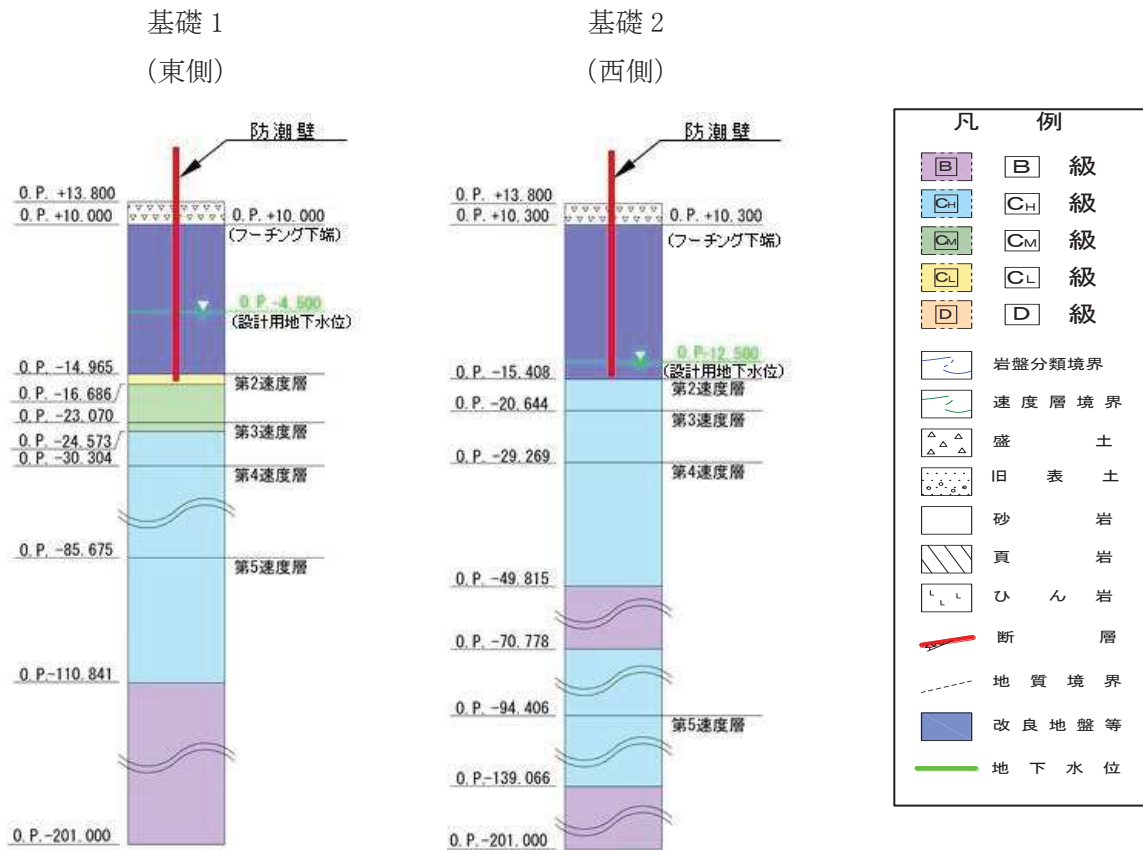 基礎 1
(東側)
防潮壁
O.P. +13.800
O.P. +10.000
O.P. +10.000
(フーチング下端)
O.P.-4.500
(設計用地下水位)
O.P. -14.965
第2速度層
O.P. -16.686
O.P. -23.070
第3速度層
O.P. -24.573
O.P. -30.304
第4速度層
O.P. -85.675
第5速度層
O.P.-110.841
O.P.-201.000
基礎 2
(西側)
防潮壁
O.P. +13.800
O.P. +10.300
O.P. +10.300
(フーチング下端)
O.P-12.500
(設計用地下水位)
O.P. -15.408
第2速度層
O.P. -20.644
第3速度層
O.P. -29.269
第4速度層
O.P. -49.815
O.P. -70.778
O.P. -94.406
第5速度層
O.P.-139.066
O.P.-201.000
凡 例
B B 級
CH CH 級
CM CM 級
CL CL 級
D D 級
岩盤分類境界
速度層境界
盛 土
旧 表 土
砂 岩
頁 岩
ひ ん 岩
断 層
地 質 境 界
改 良 地 盤 等
地 下 水 位